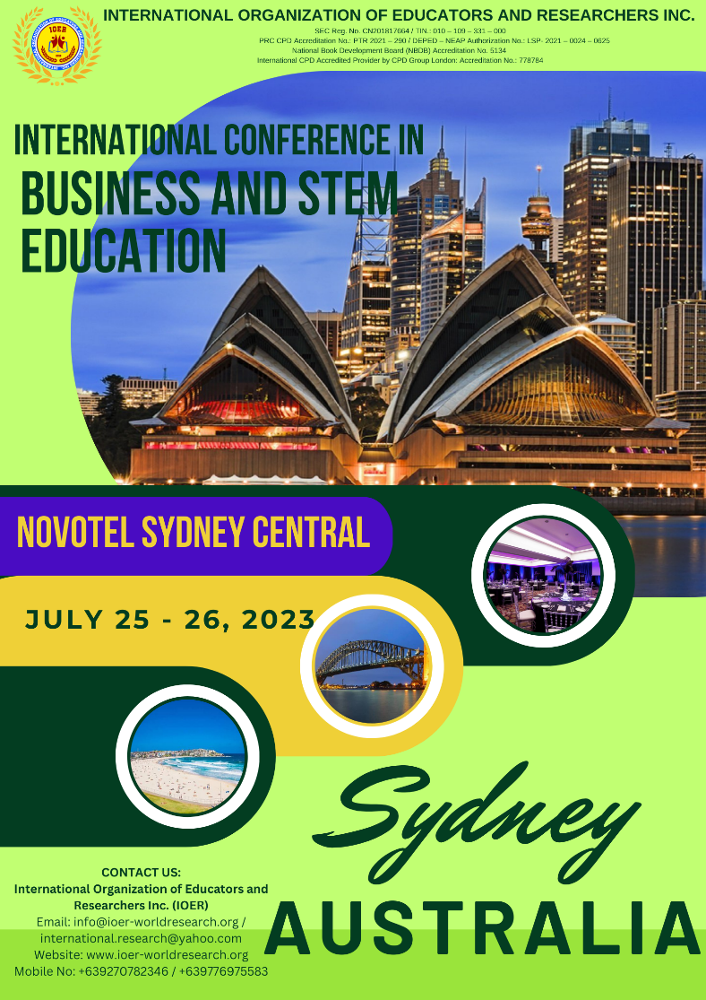 INTERNATIONAL ORGANIZATION OF EDUCATORS AND RESEARCHERS INC.
SEC Reg. No. CN201817664 / TIN.: 010 – 109 – 331 – 000
PRC CPD Accreditation No.: PTR 2021 – 290 / DEPED – NEAP Authorization No.: LSP- 2021 – 0024 – 0625
National Book Development Board (NBDB) Accreditation No. 5134
International CPD Accredited Provider by CPD Group London: Accreditation No.: 778784
IOER
INTERNATIONAL CONFERENCE IN
BUSINESS AND STEM
EDUCATION
NOVOTEL SYDNEY CENTRAL
JULY 25 - 26, 2023
Sydney
AUSTRALIA
CONTACT US:
International Organization of Educators and
Researchers Inc. (IOER)
Email: info@ioer-worldresearch.org /
international.research@yahoo.com
Website: www.ioer-worldresearch.org
Mobile No: +639270782346 / +639776975583